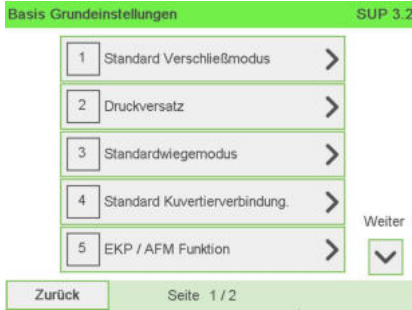 Basis Grundeinstellungen SUP 3.2
1 Standard Verschließmodus
2 Druckversatz
3 Standardwiegemodus
4 Standard Kuvertierverbindung.
5 EKP / AFM Funktion
Weiter
Zurück Seite 1 / 2